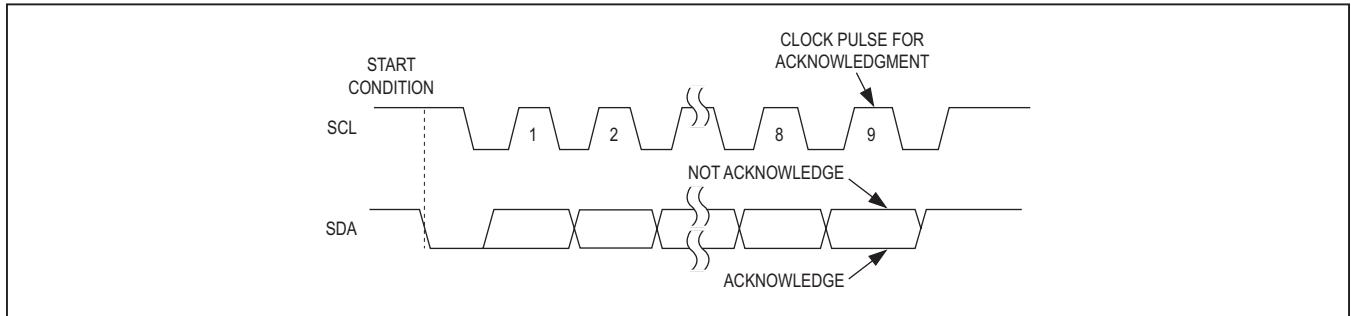 CLOCK PULSE FOR
ACKNOWLEDGMENT
START
CONDITION
SCL
1
2
8
9
NOT ACKNOWLEDGE
SDA
ACKNOWLEDGE